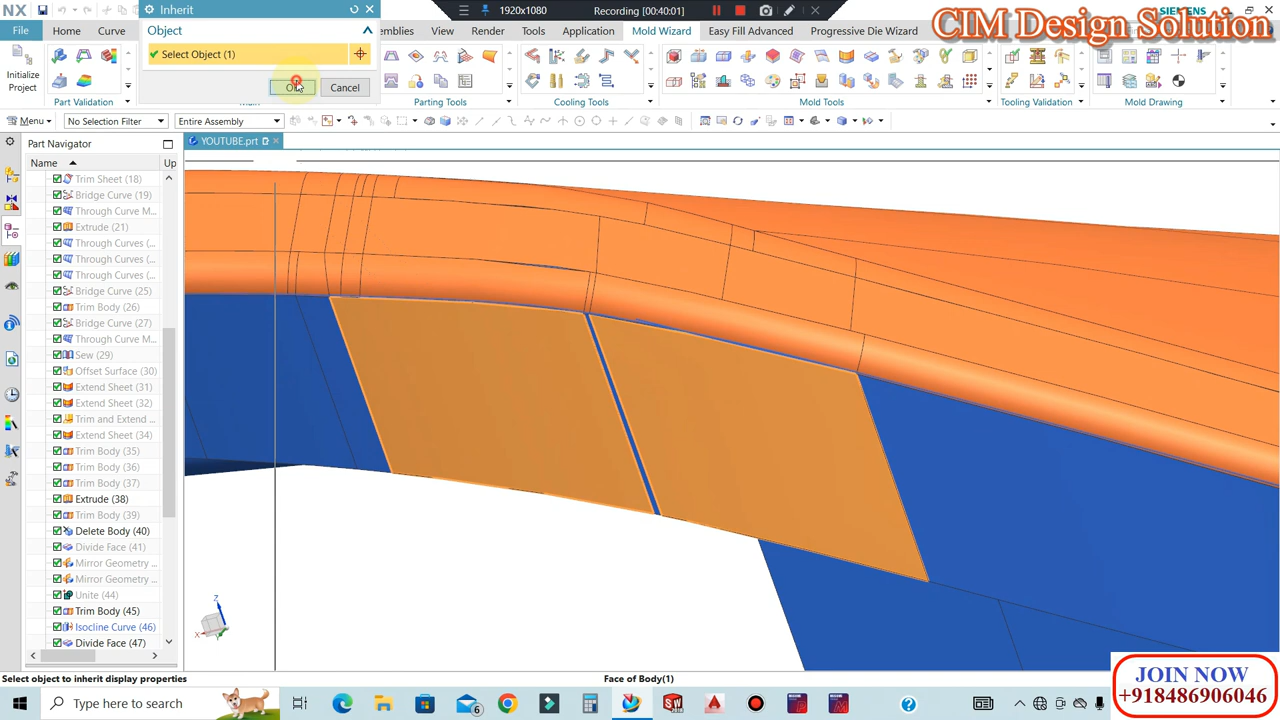 NX
Inherit
1920x1080
Recording [00:40:01]
SIEMENS
CIM Design Solution
File
Home
Curve
Object
emblies
View
Render
Tools
Application
Mold Wizard
Easy Fill Advanced
Progressive Die Wizard
Select Object (1)
Initialize
Project
Cancel
Part Validation
Main
Parting Tools
Cooling Tools
Mold Tools
Tooling Validation
Mold Drawing
Menu
No Selection Filter
Entire Assembly
Part Navigator
YOUTUBE.prt
Name
Up
Trim Sheet (18)
Bridge Curve (19)
Through Curve M...
Extrude (21)
Through Curve M...
Through Curves (...
Through Curves (...
Through Curves (...
Bridge Curve (25)
Trim Body (26)
Bridge Curve (27)
Through Curve M...
Sew (29)
Offset Surface (30)
Extend Sheet (31)
Extend Sheet (32)
Trim and Extend ...
Extend Sheet (34)
Trim Body (35)
Trim Body (36)
Trim Body (37)
Extrude (38)
Trim Body (39)
Delete Body (40)
Divide Face (41)
Mirror Geometry ...
Mirror Geometry ...
Unite (44)
Trim Body (45)
Isocline Curve (46)
Divide Face (47)
Z
X
Y
Select object to inherit display properties
Face of Body(1)
JOIN NOW
+918486906046
Type here to search
6